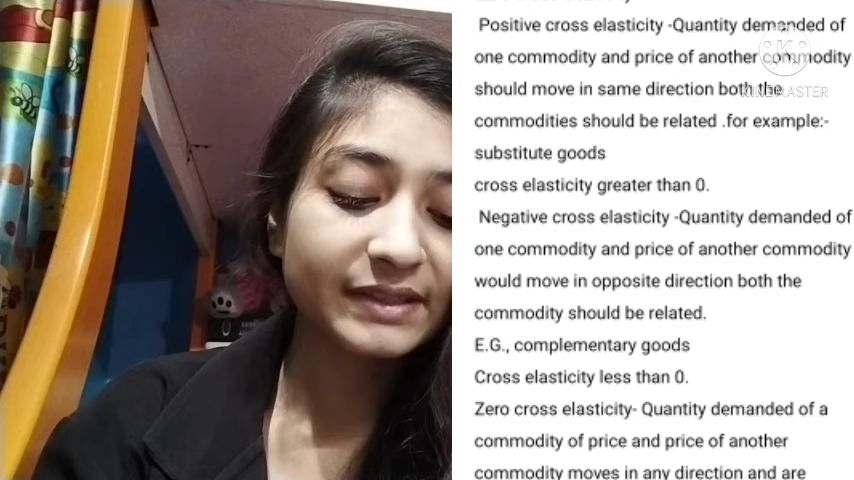 Positive cross elasticity -Quantity demanded of
one commodity and price of another commodity
should move in same direction both the
commodities should be related .for example:-
substitute goods
cross elasticity greater than 0.
Negative cross elasticity -Quantity demanded of
one commodity and price of another commodity
would move in opposite direction both the
commodity should be related.
E.G., complementary goods
Cross elasticity less than 0.
Zero cross elasticity- Quantity demanded of a
commodity of price and price of another
commodity moves in any direction and are
K
KINEMASTER